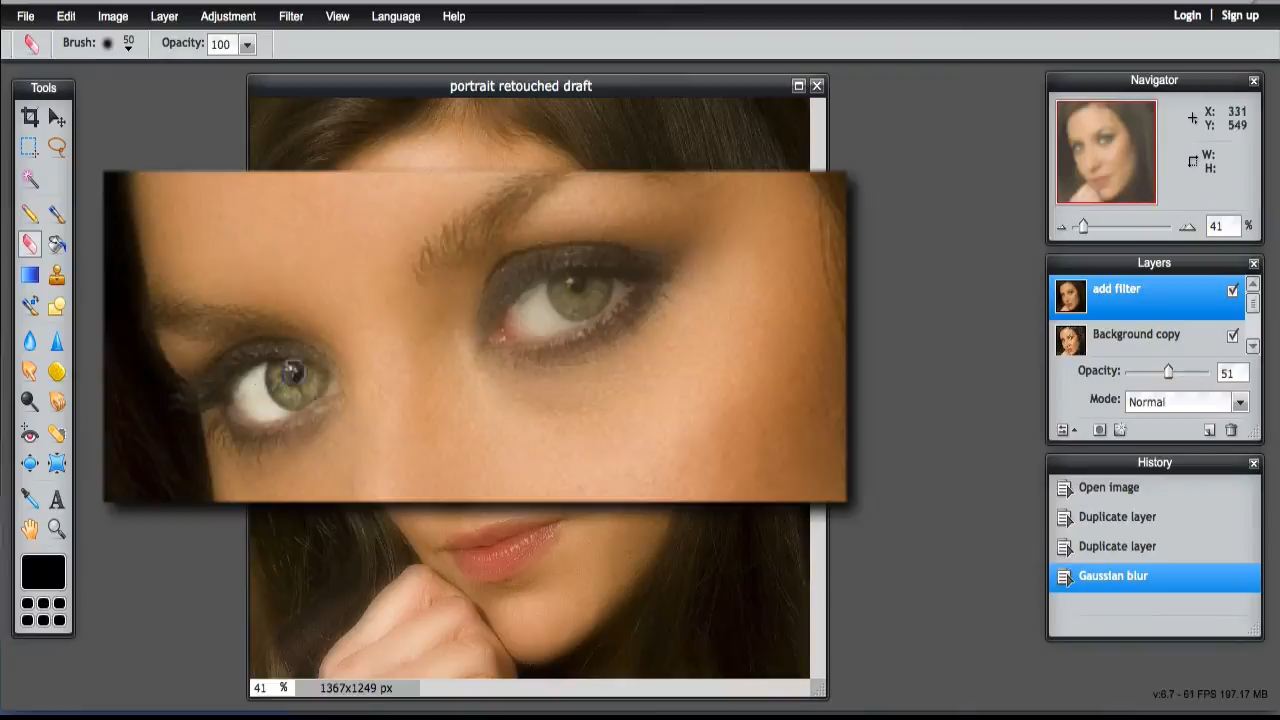 File Edit Image Layer Adjustment Filter View Language Help Login | Sign up
Brush: 50 Opacity: 100
Tools
portrait retouched draft
Navigator
X: 331
Y: 549
W:
H:
41 %
Layers
add filter
Background copy
Opacity: 51
Mode: Normal
History
Open image
Duplicate layer
Duplicate layer
Gaussian blur
A
41 % 1367x1249 px
v:6.7 - 61 FPS 197.17 MB